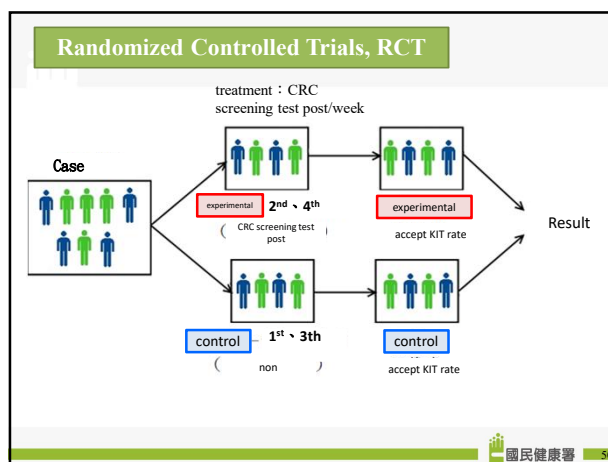 Randomized Controlled Trials, RCT
treatment：CRC
screening test post/week
Case
experimental 2nd、4th
( CRC screening test )
post
experimental
accept KIT rate
Result
control 1st、3th
( non )
control
accept KIT rate
國民健康署